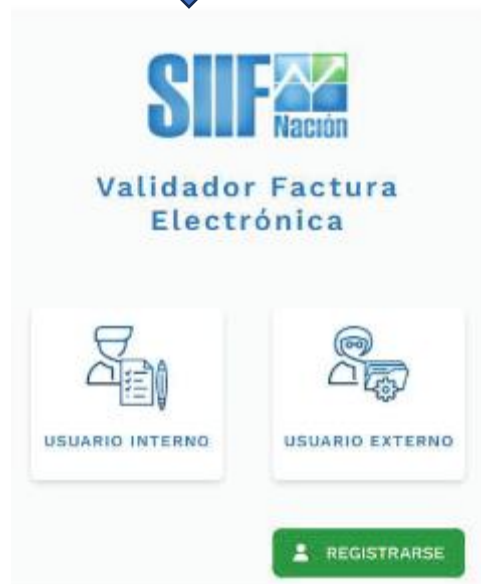 SIIF
Nación
Validador Factura
Electrónica
USUARIO INTERNO
USUARIO EXTERNO
REGISTRARSE